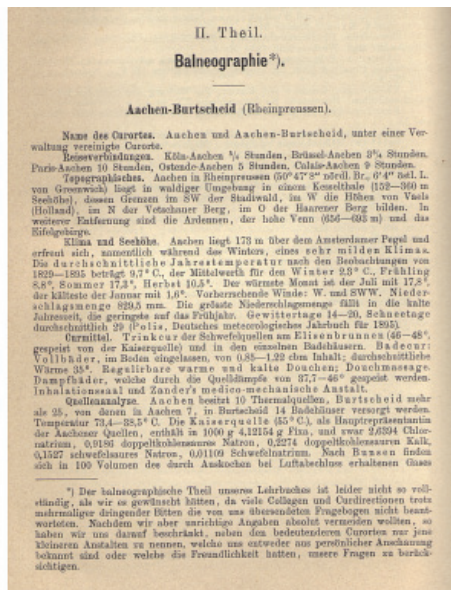 II. Theil.
Balneographie*).
Aachen-Burtscheid (Rheinpreussen).
Name des Curortes. Aachen und Aachen-Burtscheid, unter einer Ver-
waltung vereinigte Curorte.
Reiseverbindungen. Köln-Aachen ⁵/₄ Stunden, Brüssel-Aachen 3³/₄ Stunden,
Paris-Aachen 10 Stunden, Ostende-Aachen 5 Stunden, Calais-Aachen 9 Stunden.
Topographisches. Aachen in Rheinpreussen (50°47'8" nördl. Br., 6°4" östl. L.
von Greenwich) liegt in waldiger Umgebung in einem Kesselthale (152—360 m
Seehöhe), dessen Grenzen im SW der Stadtwald, im W die Höhen von Vaels
(Holland), im N der Vetschauer Berg, im O der Haarener Berg bilden. In
weiterer Entfernung sind die Ardennen, der hohe Venn (656—693 m) und das
Eifelgebirge.
Klima und Seehöhe. Aachen liegt 173 m über dem Amsterdamer Pegel und
erfreut sich, namentlich während des Winters, eines sehr milden Klimas.
Die durchschnittliche Jahrestemperatur nach den Beobachtungen von
1829—1895 beträgt 9,7° C., der Mittelwerth für den Winter 2,3° C., Frühling
8,8°, Sommer 17,3°, Herbst 10,5°. Der wärmste Monat ist der Juli mit 17,8°,
der kälteste der Januar mit 1,6°. Vorherrschende Winde: W. und SWW. Nieder-
schlagsmenge 829,5 mm. Die grösste Niederschlagsmenge fällt in die kalte
Jahreszeit, die geringste auf das Frühjahr. Gewittertage 14—20, Schneetage
durchschnittlich 29 (Polis, Deutsches meteorologisches Jahrbuch für 1895).
Curmittel. Trinkcur der Schwefelquellen am Elisenbrunnen (46—48°,
gespeist von der Kaiserquelle) und in den einzelnen Badehäusern. Badecur:
Vollbäder, im Boden eingelassen, von 0,85—1,22 cbm Inhalt; durchschnittliche
Wärme 35°. Regulirbare warme und kalte Douchen; Douchmassage.
Dampfbäder, welche durch die Quelldämpfe von 37,7—46° gespeist werden.
Inhalationssaal und Zander's medico-mechanische Anstalt.
Quellenanalyse. Aachen besitzt 10 Thermalquellen, Burtscheid mehr
als 25, von denen in Aachen 7, in Burtscheid 14 Badehäuser versorgt werden.
Temperatur 73,4—38,5° C. Die Kaiserquelle (55° C.), als Hauptrepräsentantin
der Aachener Quellen, enthält in 1000 g 4,12154 g Fixa, und zwar 2,6394 Chlor-
natrium, 0,9186 doppeltkohlensaures Natron, 0,2274 doppeltkohlensauren Kalk,
0,1527 schwefelsaures Natron, 0,01109 Schwefelnatrium. Nach Bunsen finden
sich in 100 Volumen des durch Auskochen bei Luftabschluss erhaltenen Gases
*) Der balneographische Theil unseres Lehrbuches ist leider nicht so voll-
ständig, als wir es gewünscht hätten, da viele Collegen und Curdirectionen trotz
mehrmaliger dringender Bitten die von uns übersendeten Fragebogen nicht beant-
worteten. Nachdem wir aber unrichtige Angaben absolut vermeiden wollten, so
haben wir uns darauf beschränkt, neben den bedeutenderen Curorten nur jene
kleineren Anstalten zu nennen, welche uns entweder aus persönlicher Anschauung
bekannt sind oder welche die Freundlichkeit hatten, unsere Fragen zu berück-
sichtigen.